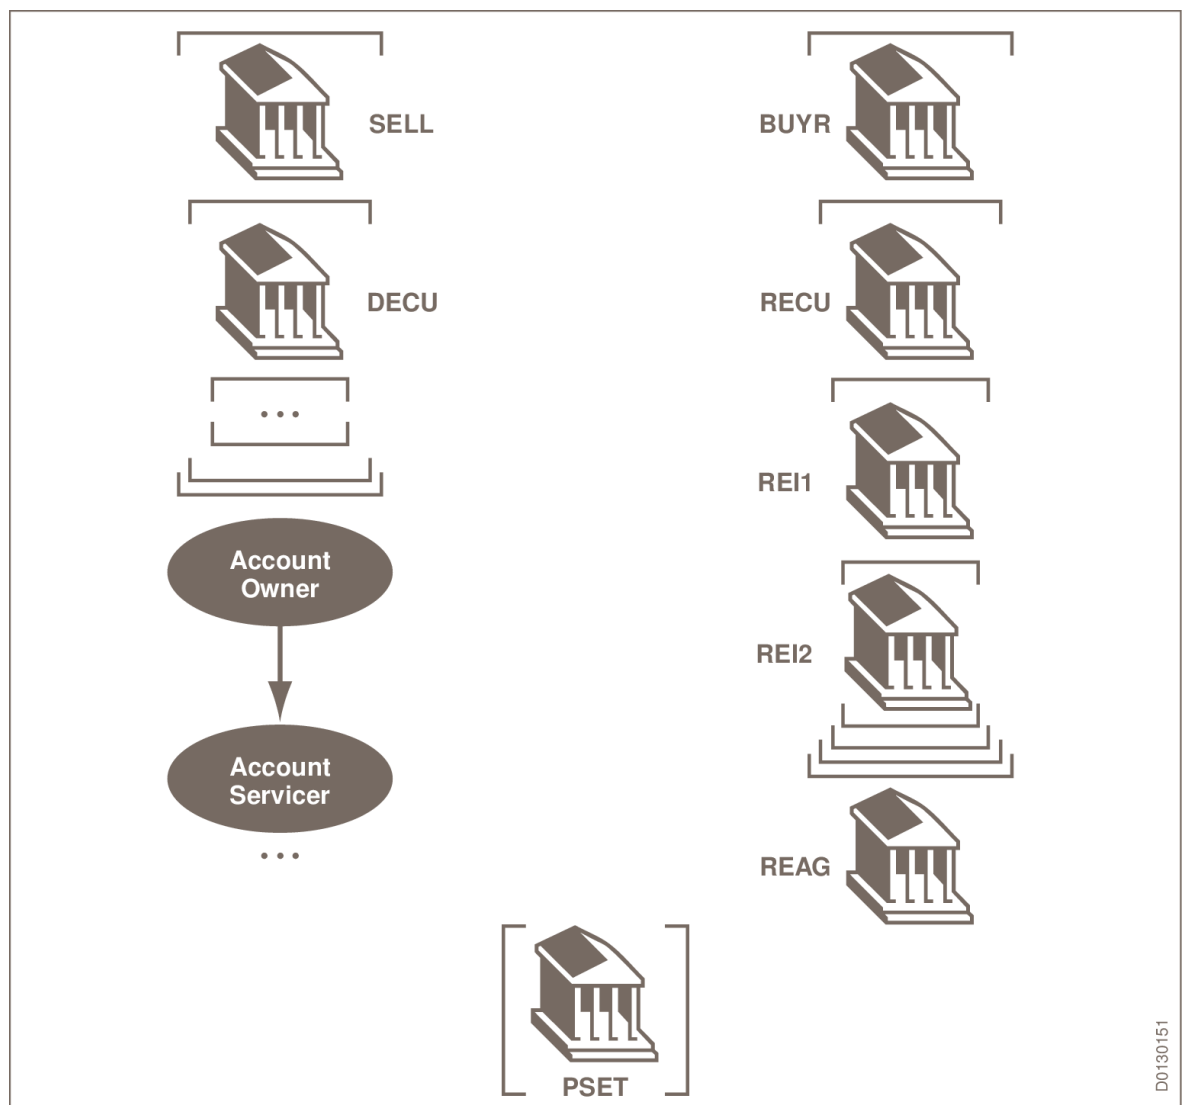 SELL
BUYR
DECU
RECU
...
REI1
Account
Owner
REI2
Account
Servicer
...
REAG
PSET
D0130151